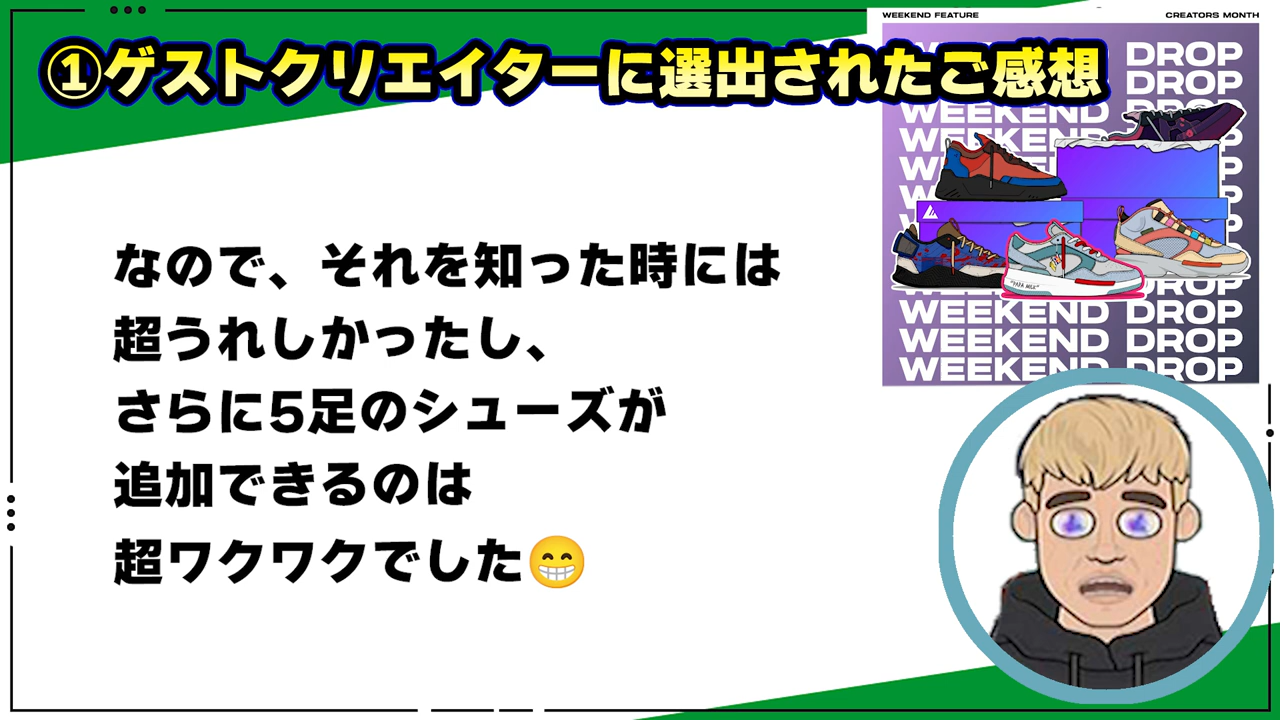 WEEKEND FEATURE
CREATORS MONTH
①ゲストクリエイターに選出されたご感想
DROP
DROP
WEEKEND DROP
WEEKEND
WEEKEND
WEEKEND
なので、それを知った時には
超うれしかったし、
さらに5足のシューズが
追加できるのは
超ワクワクでした😁
WEEKEND DROP
WEEKEND DROP
WEEKEND DROP